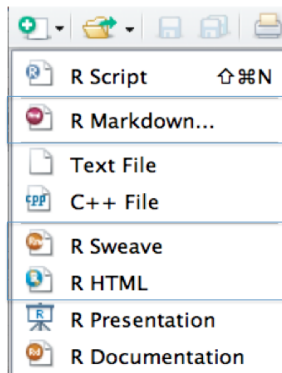 R Script ⇧⌘N
R Markdown...
Text File
C++ File
R Sweave
R HTML
R Presentation
R Documentation